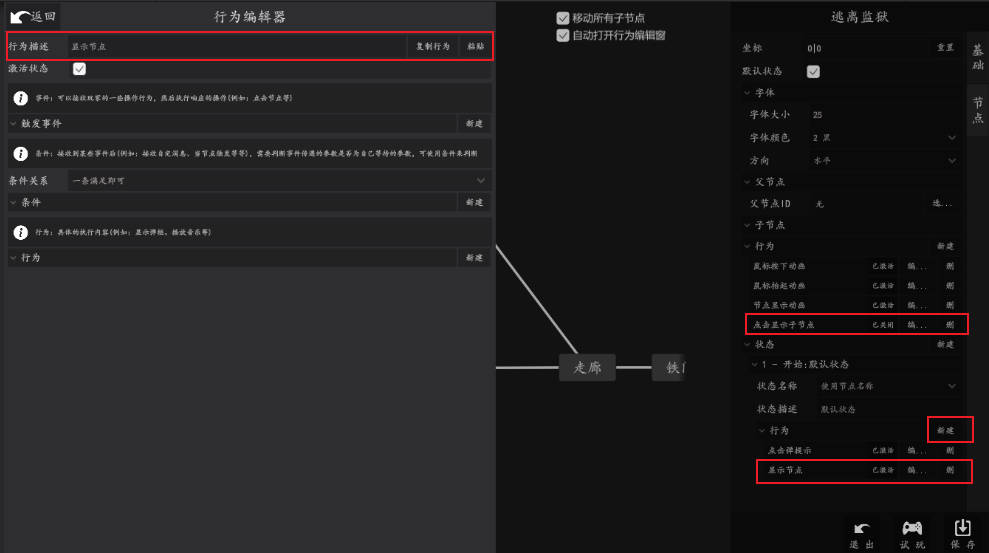 返回
行为编辑器
行为描述 显示节点 复制行为 粘贴
激活状态
事件：可以接收玩家的一些操作行为，然后执行响应的操作(例如：点击节点等)
触发事件 新建
条件：接收到某些事件后(例如：接收自定消息、当节点触发等等)，需要判断事件传递的参数是否为自己等待的参数，可使用条件来判断
条件关系 一条满足即可
条件 新建
行为：具体的执行内容(例如：显示弹框、播放音乐等)
行为 新建
移动所有子节点
自动打开行为编辑窗
走廊
铁
逃离监狱
坐标 0|0 重置
默认状态
字体
字体大小 25
字体颜色 2 黑
方向 水平
父节点
父节点ID 无 选...
子节点
行为 新建
鼠标按下动画 已激活 编... 删
鼠标抬起动画 已激活 编... 删
节点显示动画 已激活 编... 删
点击显示子节点 已关闭 编... 删
状态 新建
1 - 开始:默认状态
状态名称 使用节点名称
状态描述 默认状态
行为 新建
点击弹提示 已激活 编... 删
显示节点 已激活 编... 删
基础
节点
退出 试玩 保存